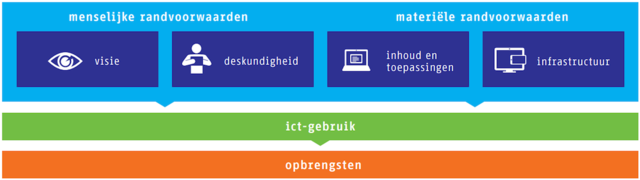 menselijke randvoorwaarden
materiële randvoorwaarden
visie
deskundigheid
inhoud en
toepassingen
infrastructuur
ict-gebruik
opbrengsten